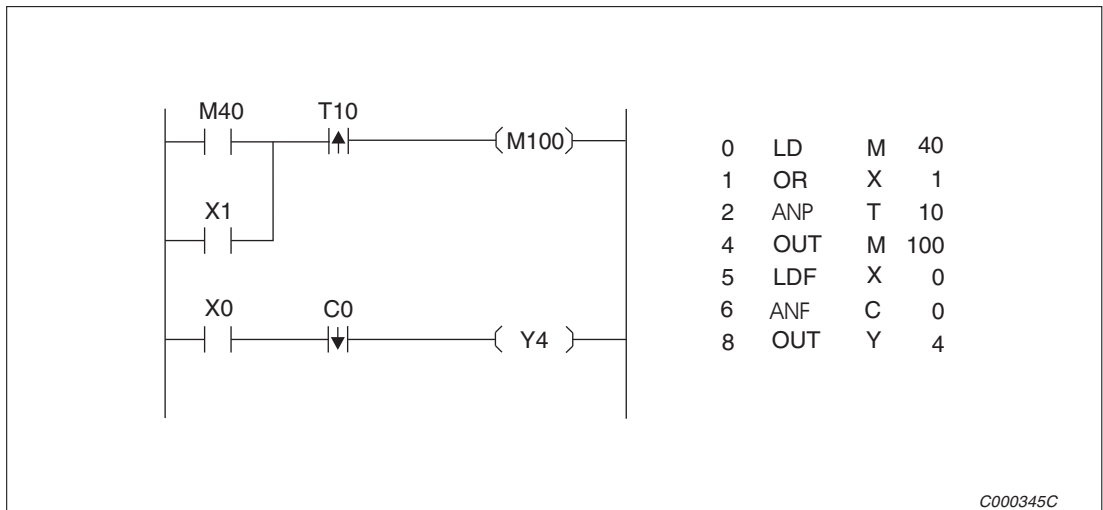 M40 T10
(M100)
X1
X0 C0
( Y4 )
0 LD M 40
1 OR X 1
2 ANP T 10
4 OUT M 100
5 LDF X 0
6 ANF C 0
8 OUT Y 4
C000345C